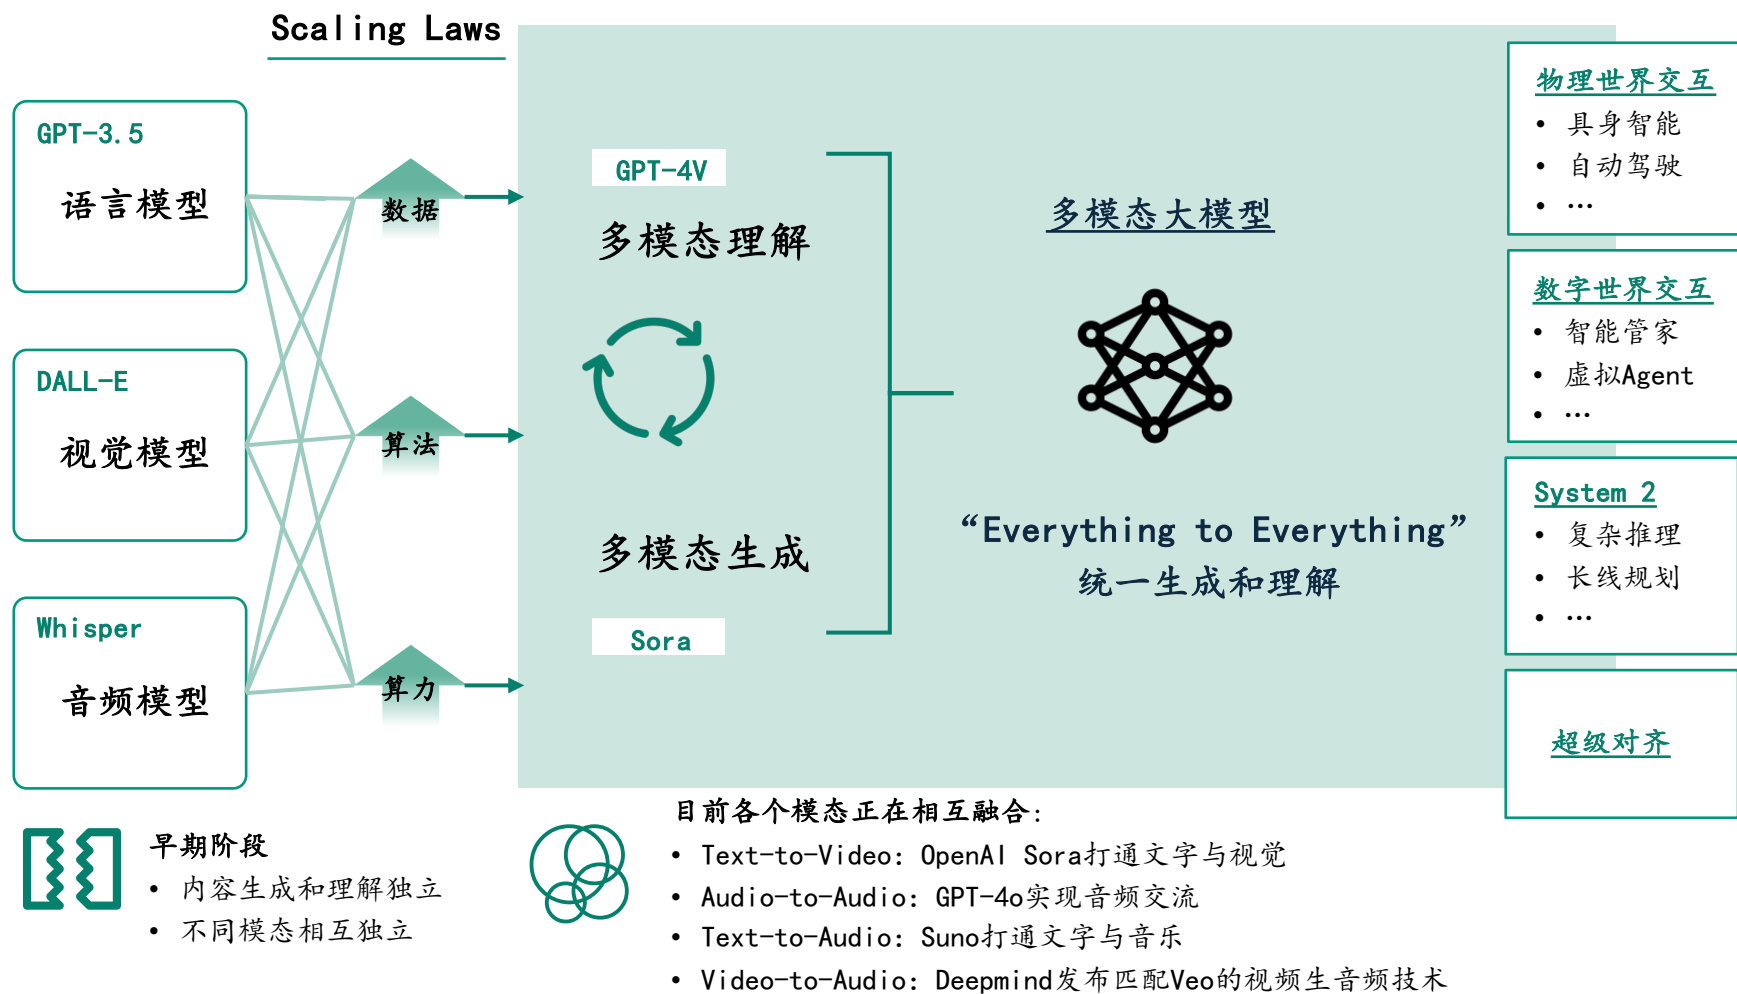 Scaling Laws
GPT-3.5
语言模型
DALL-E
视觉模型
Whisper
音频模型
数据
算法
算力
GPT-4V
多模态理解
多模态生成
Sora
多模态大模型
“Everything to Everything”
统一生成和理解
物理世界交互
• 具身智能
• 自动驾驶
• …
数字世界交互
• 智能管家
• 虚拟Agent
• …
System 2
• 复杂推理
• 长线规划
• …
超级对齐
早期阶段
• 内容生成和理解独立
• 不同模态相互独立
目前各个模态正在相互融合:
• Text-to-Video: OpenAI Sora打通文字与视觉
• Audio-to-Audio: GPT-4o实现音频交流
• Text-to-Audio: Suno打通文字与音乐
• Video-to-Audio: Deepmind发布匹配Veo的视频生音频技术